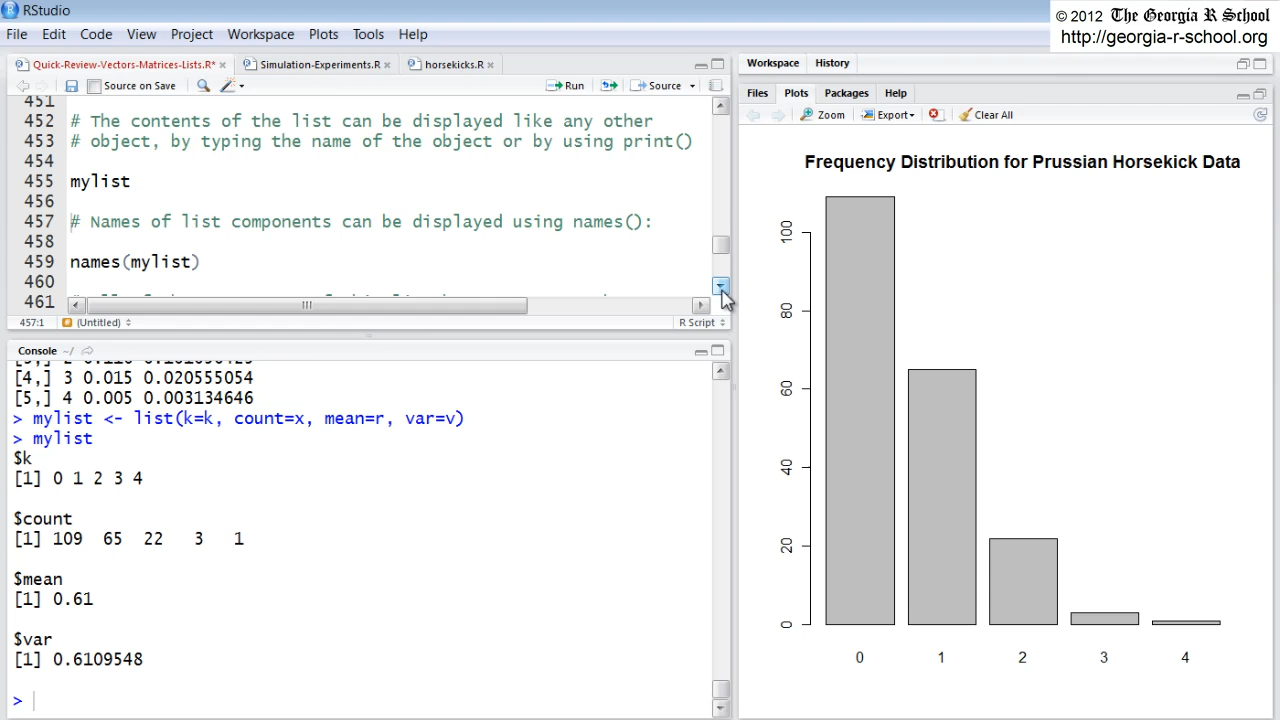 RStudio
© 2012 The Georgia R School
http://georgia-r-school.org
File Edit Code View Project Workspace Plots Tools Help
Quick-Review-Vectors-Matrices-Lists.R* × Simulation-Experiments.R × horsekicks.R ×
Source on Save Run Source
451
452 # The contents of the list can be displayed like any other
453 # object, by typing the name of the object or by using print()
454
455 mylist
456
457 # Names of list components can be displayed using names():
458
459 names(mylist)
460
461
457:1 (Untitled) R Script
Console ~/
[4,] 3 0.015 0.020555054
[5,] 4 0.005 0.003134646
> mylist <- list(k=k, count=x, mean=r, var=v)
> mylist
$k
[1] 0 1 2 3 4
$count
[1] 109 65 22 3 1
$mean
[1] 0.61
$var
[1] 0.6109548
>
Workspace History
Files Plots Packages Help
Zoom Export Clear All
Frequency Distribution for Prussian Horsekick Data
100
80
60
40
20
0
0 1 2 3 4